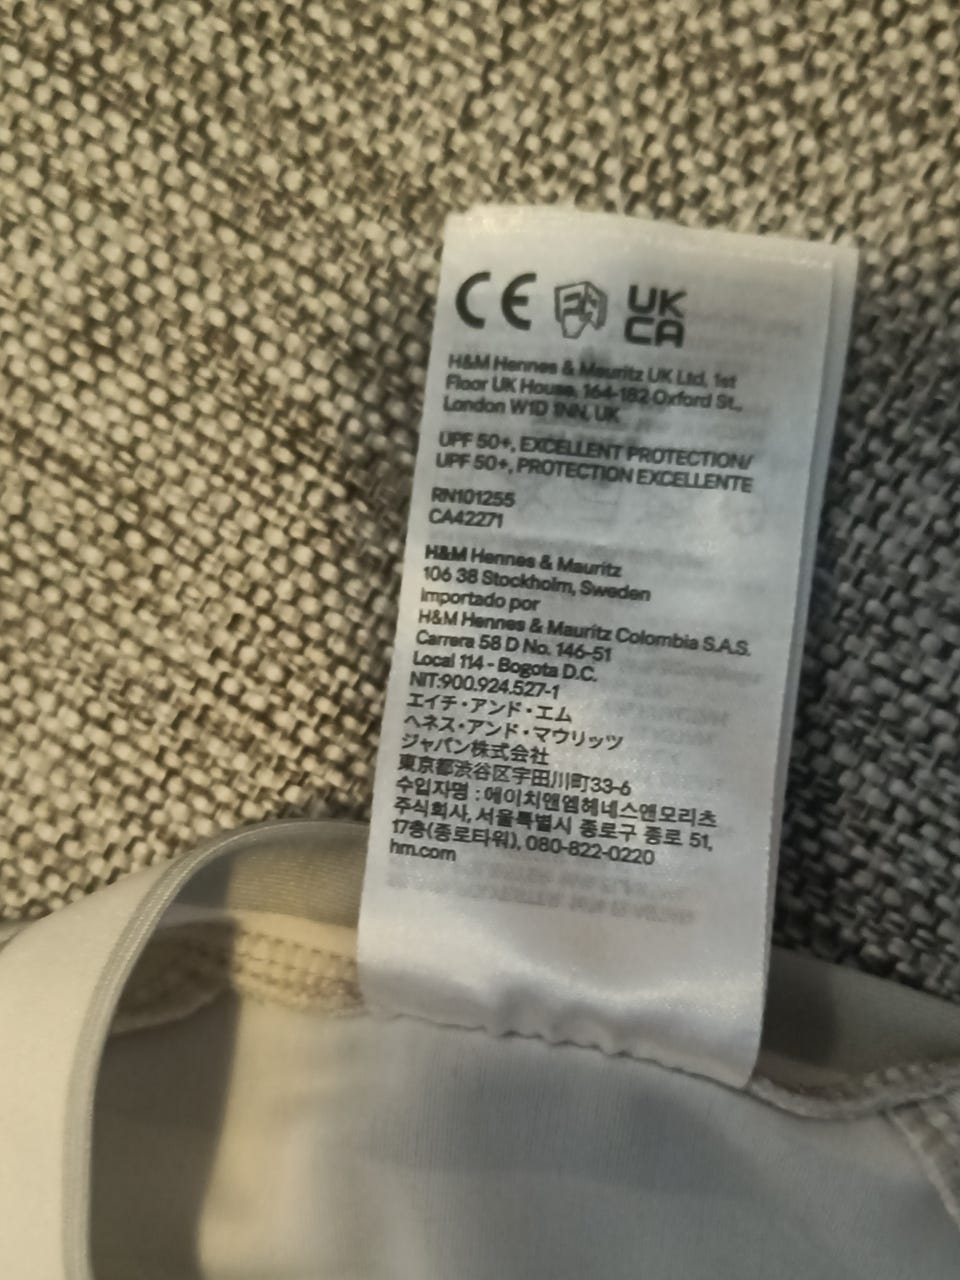 CE UK
CA
H&M Hennes & Mauritz UK Ltd, 1st
Floor UK House, 164-182 Oxford St.,
London W1D 1NN, UK
UPF 50+, EXCELLENT PROTECTION/
UPF 50+, PROTECTION EXCELLENTE
RN101255
CA42271
H&M Hennes & Mauritz
106 38 Stockholm, Sweden
Importado por
H&M Hennes & Mauritz Colombia S.A.S.
Carrera 58 D No. 146-51
Local 114 - Bogota D.C.
NIT:900.924.527-1
エイチ・アンド・エム
ヘネス・アンド・マウリッツ
ジャパン株式会社
東京都渋谷区宇田川町33-6
수입자명 : 에이치앤엠헤네스앤모리츠
주식회사, 서울특별시 종로구 종로 51,
17층(종로타워), 080-822-0220
hm.com